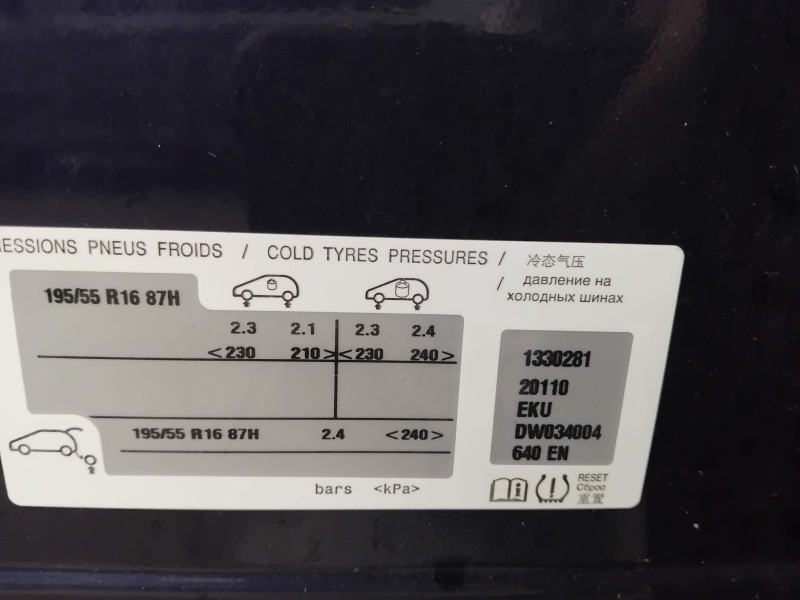 ESSIONS PNEUS FROIDS / COLD TYRES PRESSURES / 冷态气压
/ давление на
холодных шинах
195/55 R16 87H
2.3 2.1 2.3 2.4
<230 210> <230 240>
195/55 R16 87H 2.4 <240>
bars <kPa>
1330281
20110
EKU
DW034004
640 EN
RESET
Сброс
重置